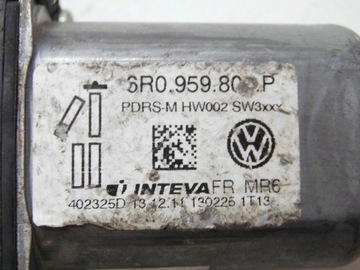 6R0.959.80 .P
PDRS-M HW002 SW3xxx
INTEVA FR MR6
402325D 13.12.11 130225 1T13